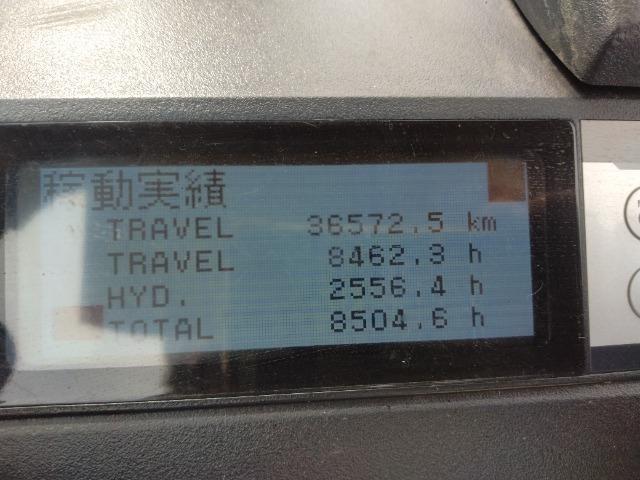 稼動実績
TRAVEL 36572.5 km
TRAVEL 8462.3 h
HYD. 2556.4 h
TOTAL 8504.6 h